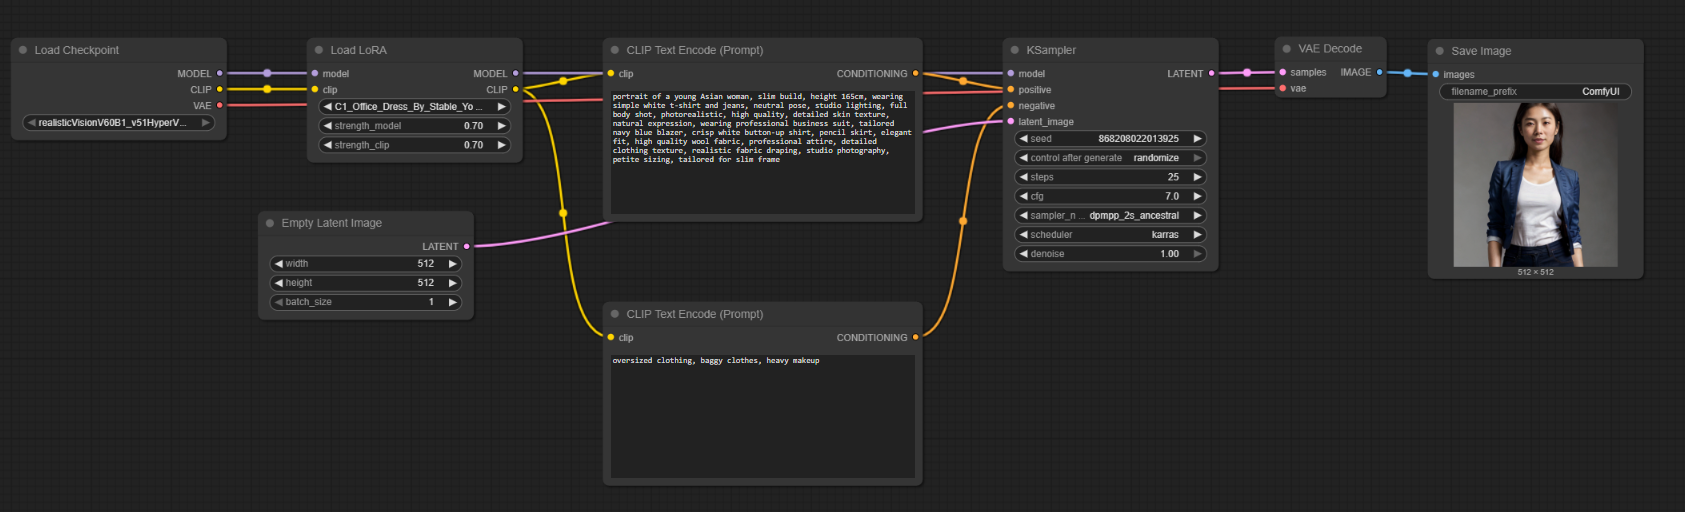 Load Checkpoint
MODEL
CLIP
VAE
realisticVisionV60B1_v51HyperV...
Load LoRA
model MODEL
clip CLIP
C1_Office_Dress_By_Stable_Yo ...
strength_model 0.70
strength_clip 0.70
Empty Latent Image
LATENT
width 512
height 512
batch_size 1
CLIP Text Encode (Prompt)
clip CONDITIONING
portrait of a young Asian woman, slim build, height 165cm, wearing
simple white t-shirt and jeans, neutral pose, studio lighting, full
body shot, photorealistic, high quality, detailed skin texture,
natural expression, wearing professional business suit, tailored
navy blue blazer, crisp white button-up shirt, pencil skirt, elegant
fit, high quality wool fabric, professional attire, detailed
clothing texture, realistic fabric draping, studio photography,
petite sizing, tailored for slim frame
CLIP Text Encode (Prompt)
clip CONDITIONING
oversized clothing, baggy clothes, heavy makeup
KSampler
model LATENT
positive
negative
latent_image
seed 868208022013925
control after generate randomize
steps 25
cfg 7.0
sampler_n ... dpmpp_2s_ancestral
scheduler karras
denoise 1.00
VAE Decode
samples IMAGE
vae
Save Image
images
filename_prefix ComfyUI
512 × 512